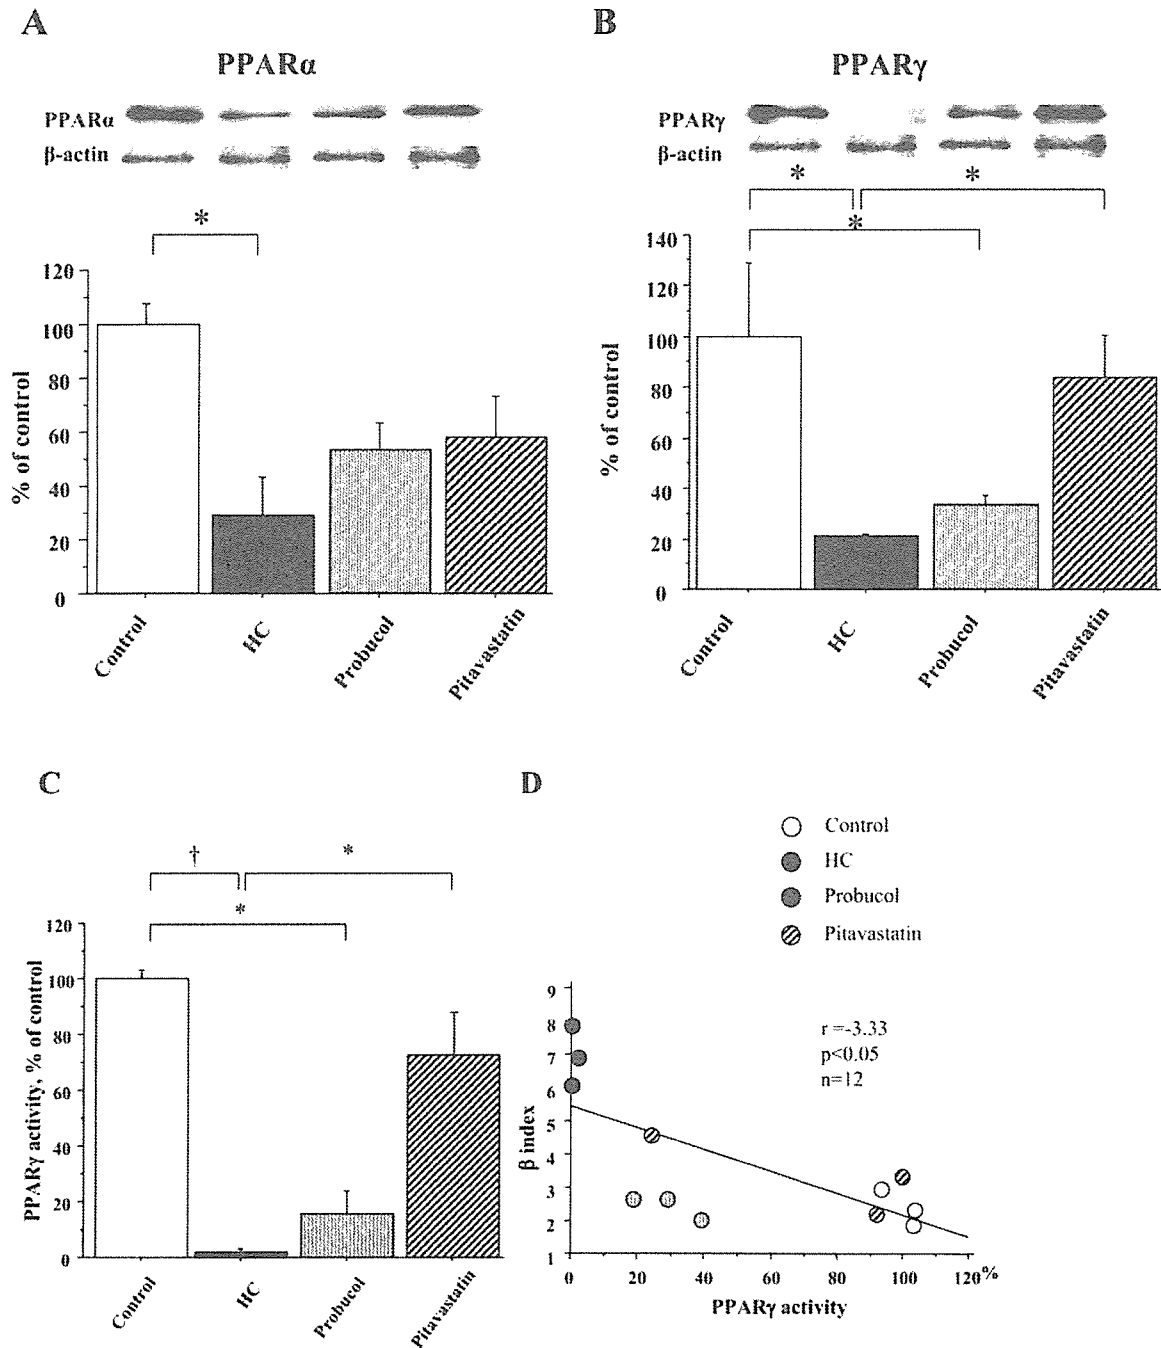 A
PPARα
PPARα
β-actin
*
120
100
80
60
40
20
0
% of control
Control
HC
Probucol
Pitavastatin
B
PPARγ
PPARγ
β-actin
*
*
*
140
120
100
80
60
40
20
0
% of control
Control
HC
Probucol
Pitavastatin
C
†
*
*
120
100
80
60
40
20
0
PPARγ activity, % of control
Control
HC
Probucol
Pitavastatin
D
Control
HC
Probucol
Pitavastatin
r =-3.33
p<0.05
n=12
9
8
7
6
5
4
3
2
1
β index
0 20 40 60 80 100 120%
PPARγ activity